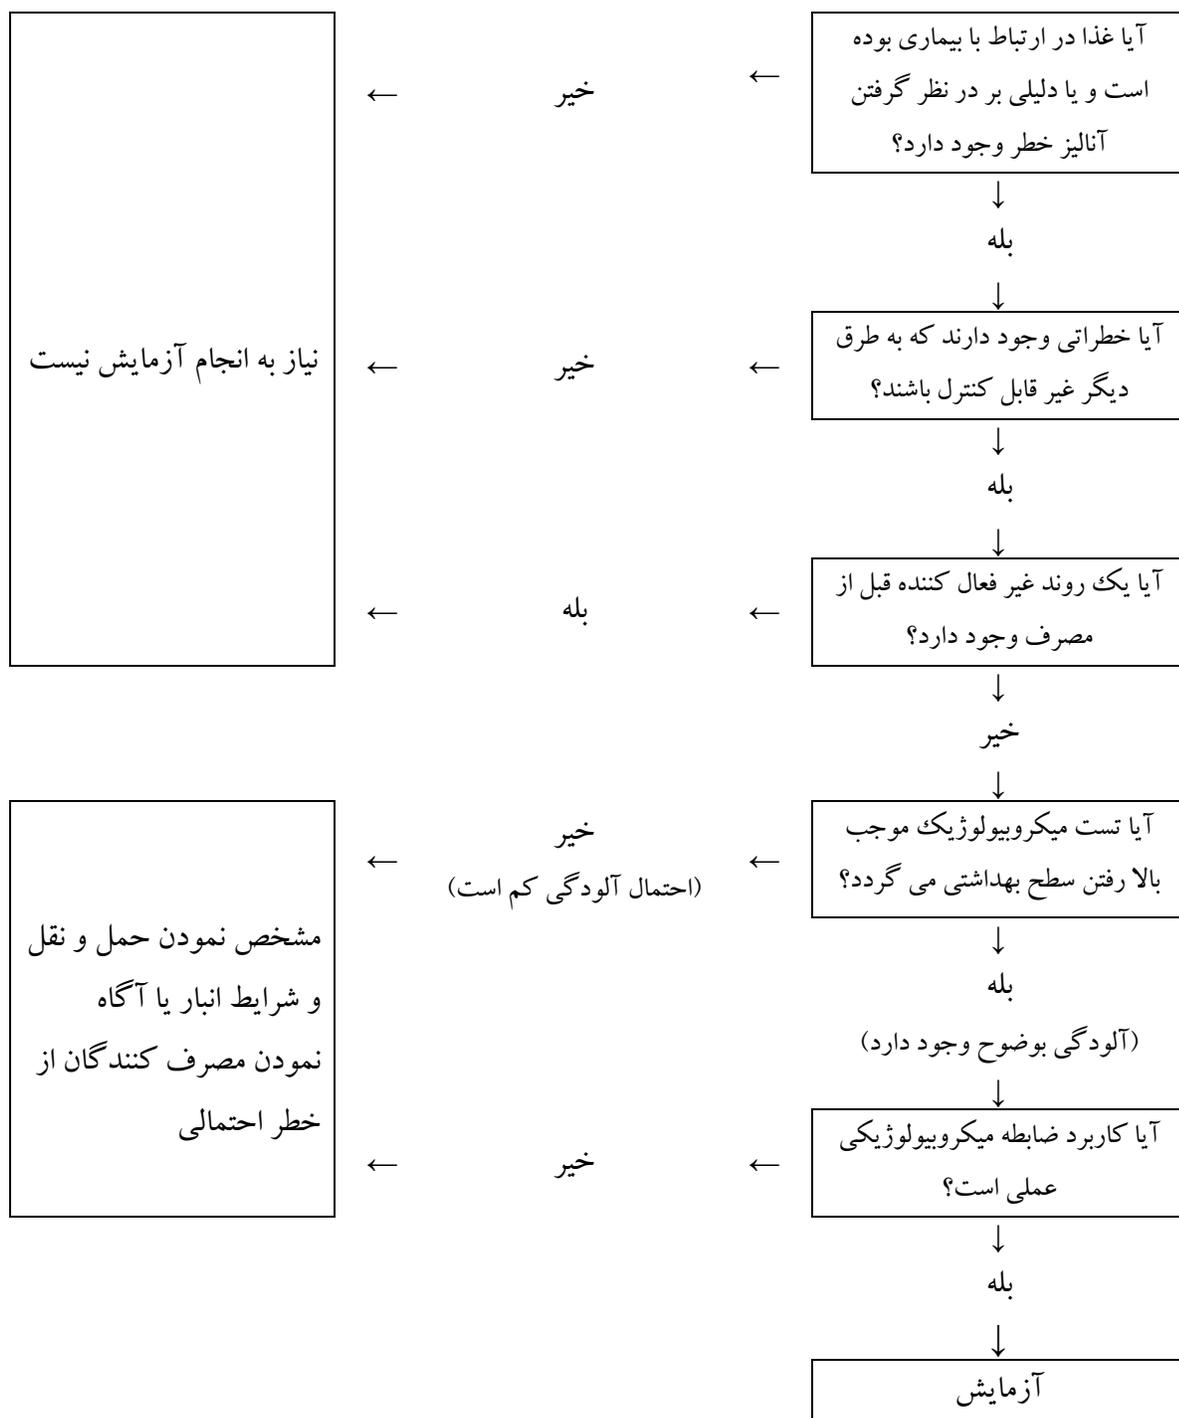 آیا غذا در ارتباط با بیماری بوده
است و یا دلیلی بر در نظر گرفتن
آنالیز خطر وجود دارد؟
←
خیر
←
↓
بله
↓
آیا خطراتی وجود دارند که به طرق
دیگر غیر قابل کنترل باشند؟
←
خیر
←
نیاز به انجام آزمایش نیست
↓
بله
↓
آیا یک روند غیر فعال کننده قبل از
مصرف وجود دارد؟
←
بله
←
↓
خیر
↓
آیا تست میکروبیولوژیک موجب
بالا رفتن سطح بهداشتی می گردد؟
←
خیر
(احتمال آلودگی کم است)
←
مشخص نمودن حمل و نقل
و شرایط انبار یا آگاه
نمودن مصرف کنندگان از
خطر احتمالی
↓
بله
(آلودگی بوضوح وجود دارد)
↓
آیا کاربرد ضابطه میکروبیولوژیکی
عملی است؟
←
خیر
←
↓
بله
↓
آزمایش